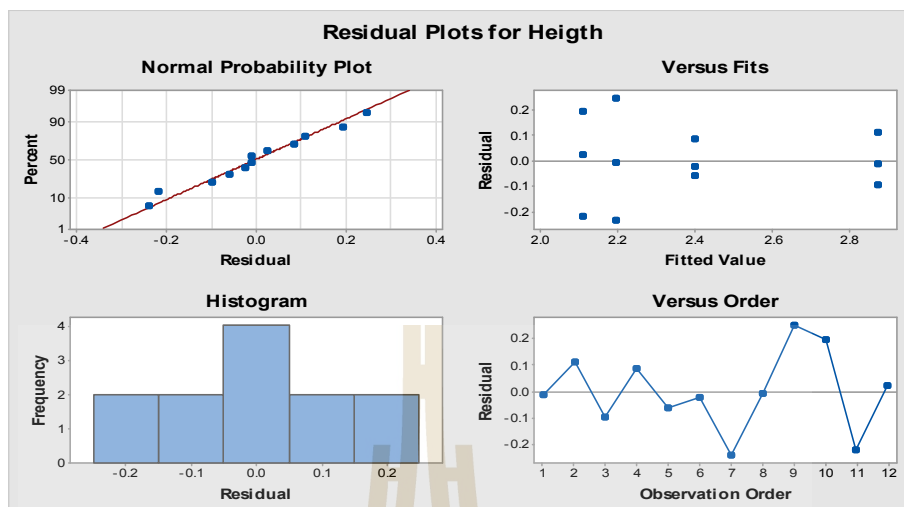 Residual Plots for Heigth
Normal Probability Plot
99
90
50
10
1
Percent
-0.4 -0.2 0.0 0.2 0.4
Residual
Versus Fits
0.2
0.1
0.0
-0.1
-0.2
Residual
2.0 2.2 2.4 2.6 2.8
Fitted Value
Histogram
4
3
2
1
0
Frequency
-0.2 -0.1 0.0 0.1 0.2
Residual
Versus Order
0.2
0.1
0.0
-0.1
-0.2
Residual
1 2 3 4 5 6 7 8 9 10 11 12
Observation Order